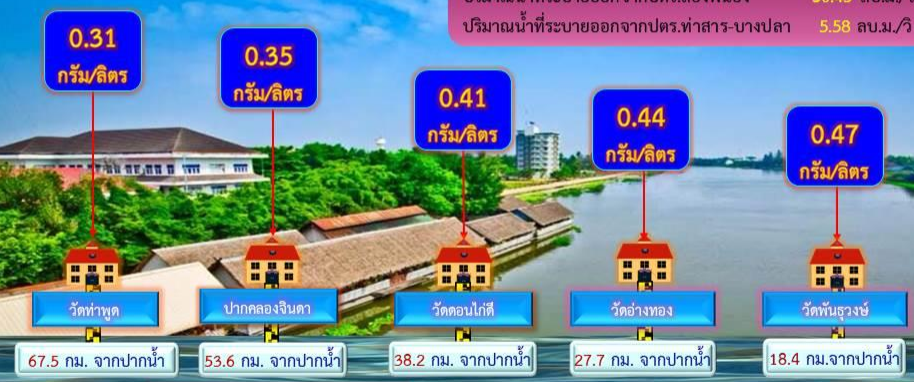 ปริมาณน้ำที่ระบายออกจากปตร.ท่าสาร-บางปลา 5.58 ลบ.ม./วิ
0.31
กรัม/ลิตร
0.35
กรัม/ลิตร
0.41
กรัม/ลิตร
0.44
กรัม/ลิตร
0.47
กรัม/ลิตร
วัดท่าพูด
ปากคลองจินดา
วัดดอนไก่ดี
วัดอ่างทอง
วัดพันธุวงษ์
67.5 กม. จากปากน้ำ
53.6 กม. จากปากน้ำ
38.2 กม. จากปากน้ำ
27.7 กม. จากปากน้ำ
18.4 กม.จากปากน้ำ